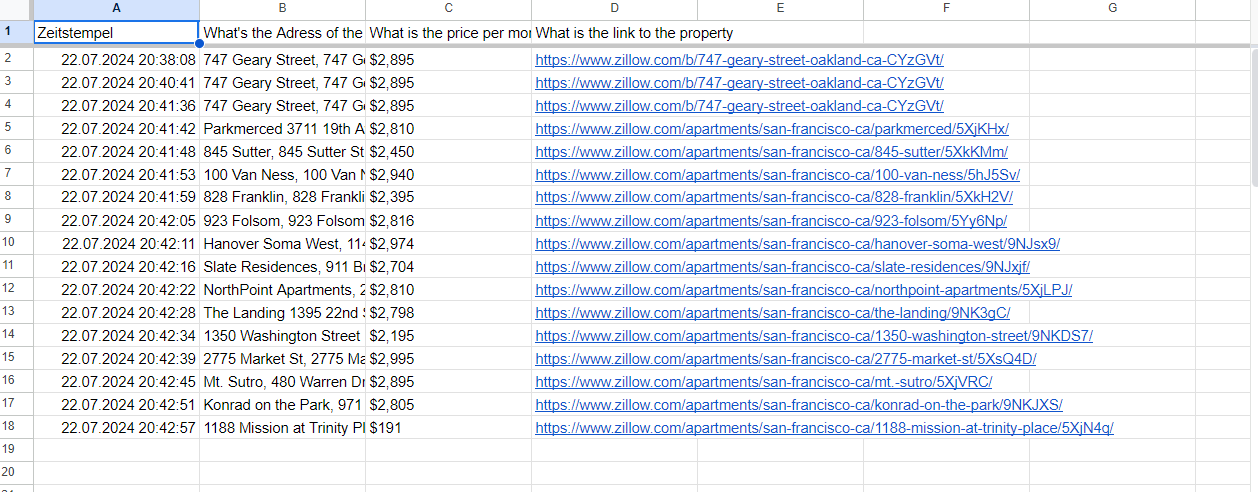 A B C D E F G
1 Zeitstempel What's the Adress of the What is the price per mon What is the link to the property
2 22.07.2024 20:38:08 747 Geary Street, 747 Ge $2,895 https://www.zillow.com/b/747-geary-street-oakland-ca-CYzGVt/
3 22.07.2024 20:40:41 747 Geary Street, 747 Ge $2,895 https://www.zillow.com/b/747-geary-street-oakland-ca-CYzGVt/
4 22.07.2024 20:41:36 747 Geary Street, 747 Ge $2,895 https://www.zillow.com/b/747-geary-street-oakland-ca-CYzGVt/
5 22.07.2024 20:41:42 Parkmerced 3711 19th A $2,810 https://www.zillow.com/apartments/san-francisco-ca/parkmerced/5XjKHx/
6 22.07.2024 20:41:48 845 Sutter, 845 Sutter St $2,450 https://www.zillow.com/apartments/san-francisco-ca/845-sutter/5XkKMm/
7 22.07.2024 20:41:53 100 Van Ness, 100 Van N $2,940 https://www.zillow.com/apartments/san-francisco-ca/100-van-ness/5hJ5Sv/
8 22.07.2024 20:41:59 828 Franklin, 828 Frankli $2,395 https://www.zillow.com/apartments/san-francisco-ca/828-franklin/5XkH2V/
9 22.07.2024 20:42:05 923 Folsom, 923 Folsom $2,816 https://www.zillow.com/apartments/san-francisco-ca/923-folsom/5Yy6Np/
10 22.07.2024 20:42:11 Hanover Soma West, 114 $2,974 https://www.zillow.com/apartments/san-francisco-ca/hanover-soma-west/9NJsx9/
11 22.07.2024 20:42:16 Slate Residences, 911 Br $2,704 https://www.zillow.com/apartments/san-francisco-ca/slate-residences/9NJxjf/
12 22.07.2024 20:42:22 NorthPoint Apartments, 2 $2,810 https://www.zillow.com/apartments/san-francisco-ca/northpoint-apartments/5XjLPJ/
13 22.07.2024 20:42:28 The Landing 1395 22nd S $2,798 https://www.zillow.com/apartments/san-francisco-ca/the-landing/9NK3gC/
14 22.07.2024 20:42:34 1350 Washington Street $2,195 https://www.zillow.com/apartments/san-francisco-ca/1350-washington-street/9NKDS7/
15 22.07.2024 20:42:39 2775 Market St, 2775 Ma $2,995 https://www.zillow.com/apartments/san-francisco-ca/2775-market-st/5XsQ4D/
16 22.07.2024 20:42:45 Mt. Sutro, 480 Warren Dr $2,895 https://www.zillow.com/apartments/san-francisco-ca/mt.-sutro/5XjVRC/
17 22.07.2024 20:42:51 Konrad on the Park, 971 $2,805 https://www.zillow.com/apartments/san-francisco-ca/konrad-on-the-park/9NKJXS/
18 22.07.2024 20:42:57 1188 Mission at Trinity Pl $191 https://www.zillow.com/apartments/san-francisco-ca/1188-mission-at-trinity-place/5XjN4q/
19
20